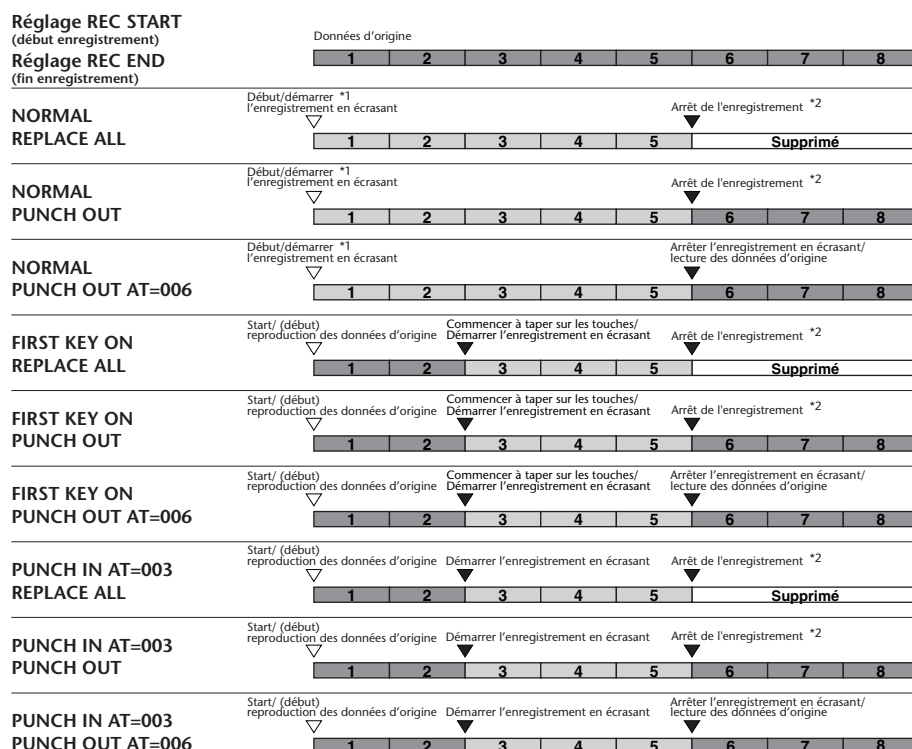 Réglage REC START
(début enregistrement)
Réglage REC END
(fin enregistrement)
Données d'origine
1 2 3 4 5 6 7 8
NORMAL
REPLACE ALL
Début/démarrer *1
l'enregistrement en écrasant
Arrêt de l'enregistrement *2
1 2 3 4 5 Supprimé
NORMAL
PUNCH OUT
Début/démarrer *1
l'enregistrement en écrasant
Arrêt de l'enregistrement *2
1 2 3 4 5 6 7 8
NORMAL
PUNCH OUT AT=006
Début/démarrer *1
l'enregistrement en écrasant
Arrêter l'enregistrement en écrasant/
lecture des données d'origine
1 2 3 4 5 6 7 8
FIRST KEY ON
REPLACE ALL
Start/ (début)
reproduction des données d'origine
Commencer à taper sur les touches/
Démarrer l'enregistrement en écrasant
Arrêt de l'enregistrement *2
1 2 3 4 5 Supprimé
FIRST KEY ON
PUNCH OUT
Start/ (début)
reproduction des données d'origine
Commencer à taper sur les touches/
Démarrer l'enregistrement en écrasant
Arrêt de l'enregistrement *2
1 2 3 4 5 6 7 8
FIRST KEY ON
PUNCH OUT AT=006
Start/ (début)
reproduction des données d'origine
Commencer à taper sur les touches/
Démarrer l'enregistrement en écrasant
Arrêter l'enregistrement en écrasant/
lecture des données d'origine
1 2 3 4 5 6 7 8
PUNCH IN AT=003
REPLACE ALL
Start/ (début)
reproduction des données d'origine
Démarrer l'enregistrement en écrasant
Arrêt de l'enregistrement *2
1 2 3 4 5 Supprimé
PUNCH IN AT=003
PUNCH OUT
Start/ (début)
reproduction des données d'origine
Démarrer l'enregistrement en écrasant
Arrêt de l'enregistrement *2
1 2 3 4 5 6 7 8
PUNCH IN AT=003
PUNCH OUT AT=006
Start/ (début)
reproduction des données d'origine
Démarrer l'enregistrement en écrasant
Arrêter l'enregistrement en écrasant/
lecture des données d'origine
1 2 3 4 5 6 7 8